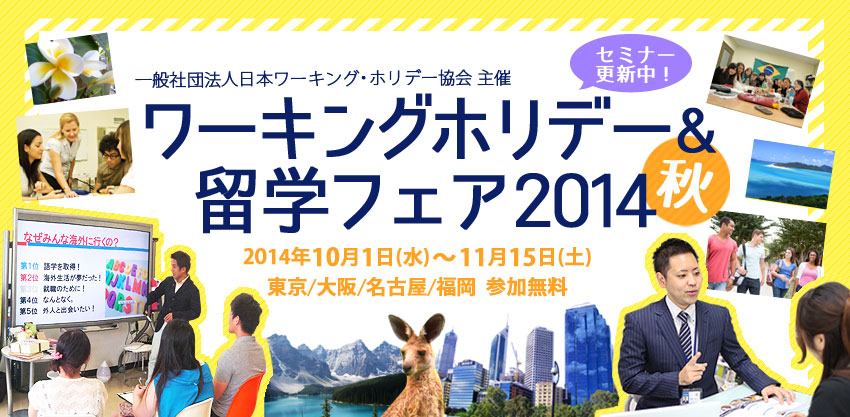 一般社団法人日本ワーキング・ホリデー協会 主催
セミナー
更新中！
ワーキングホリデー&
留学フェア2014
秋
2014年10月1日(水)～11月15日(土)
東京/大阪/名古屋/福岡 参加無料
なぜみんな海外に行くの？
第1位 語学を取得！
第2位 海外生活が夢だった！
第3位 就職のために！
第4位 なんとなく。
第5位 外人と出会いたい！